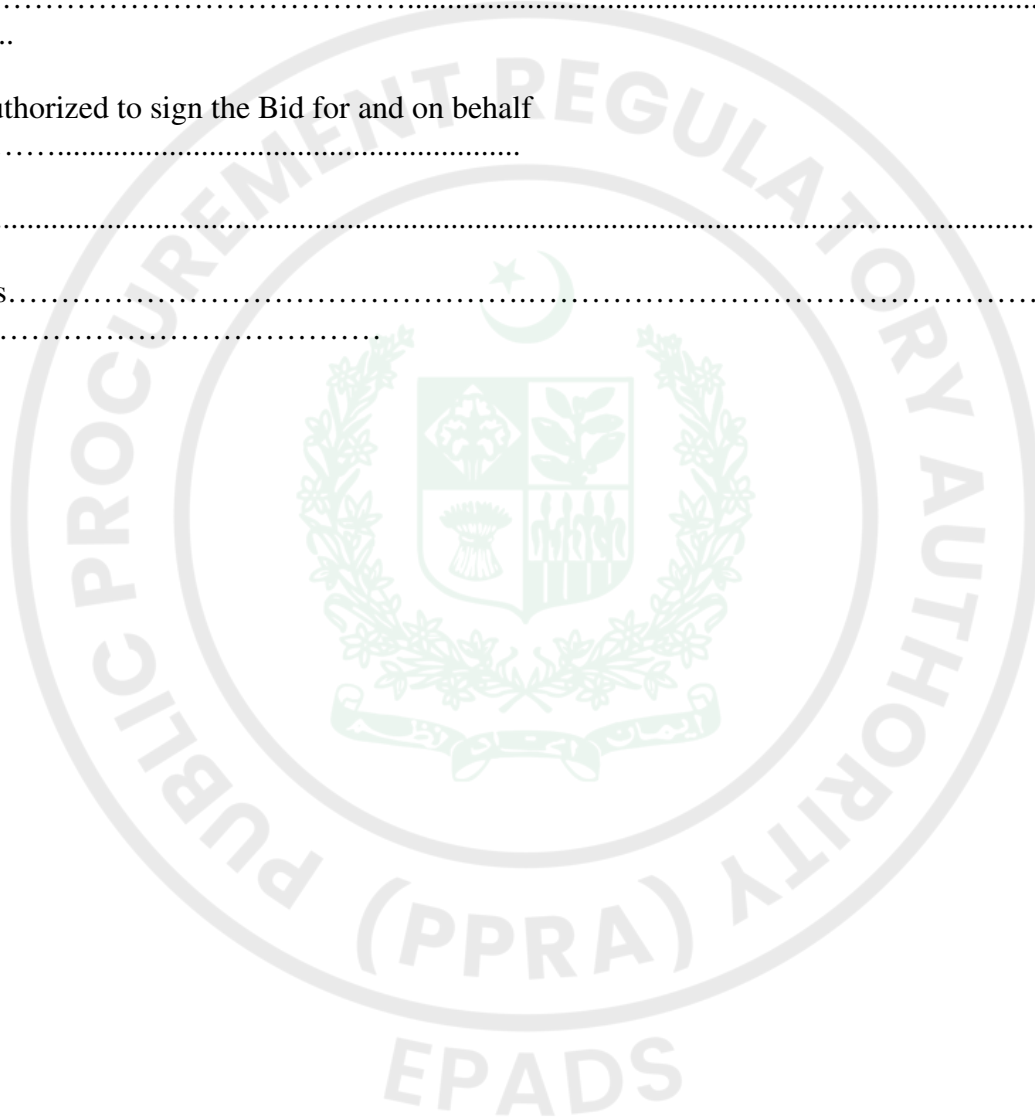 ……………………………………......................................................................
..
uthorized to sign the Bid for and on behalf
……..........................................................
.............................................................................................................................
s……………………………………………..……………………………………………
……………………………………
PUBLIC PROCUREMENT REGULATORY AUTHORITY
(PPRA)
EPADS